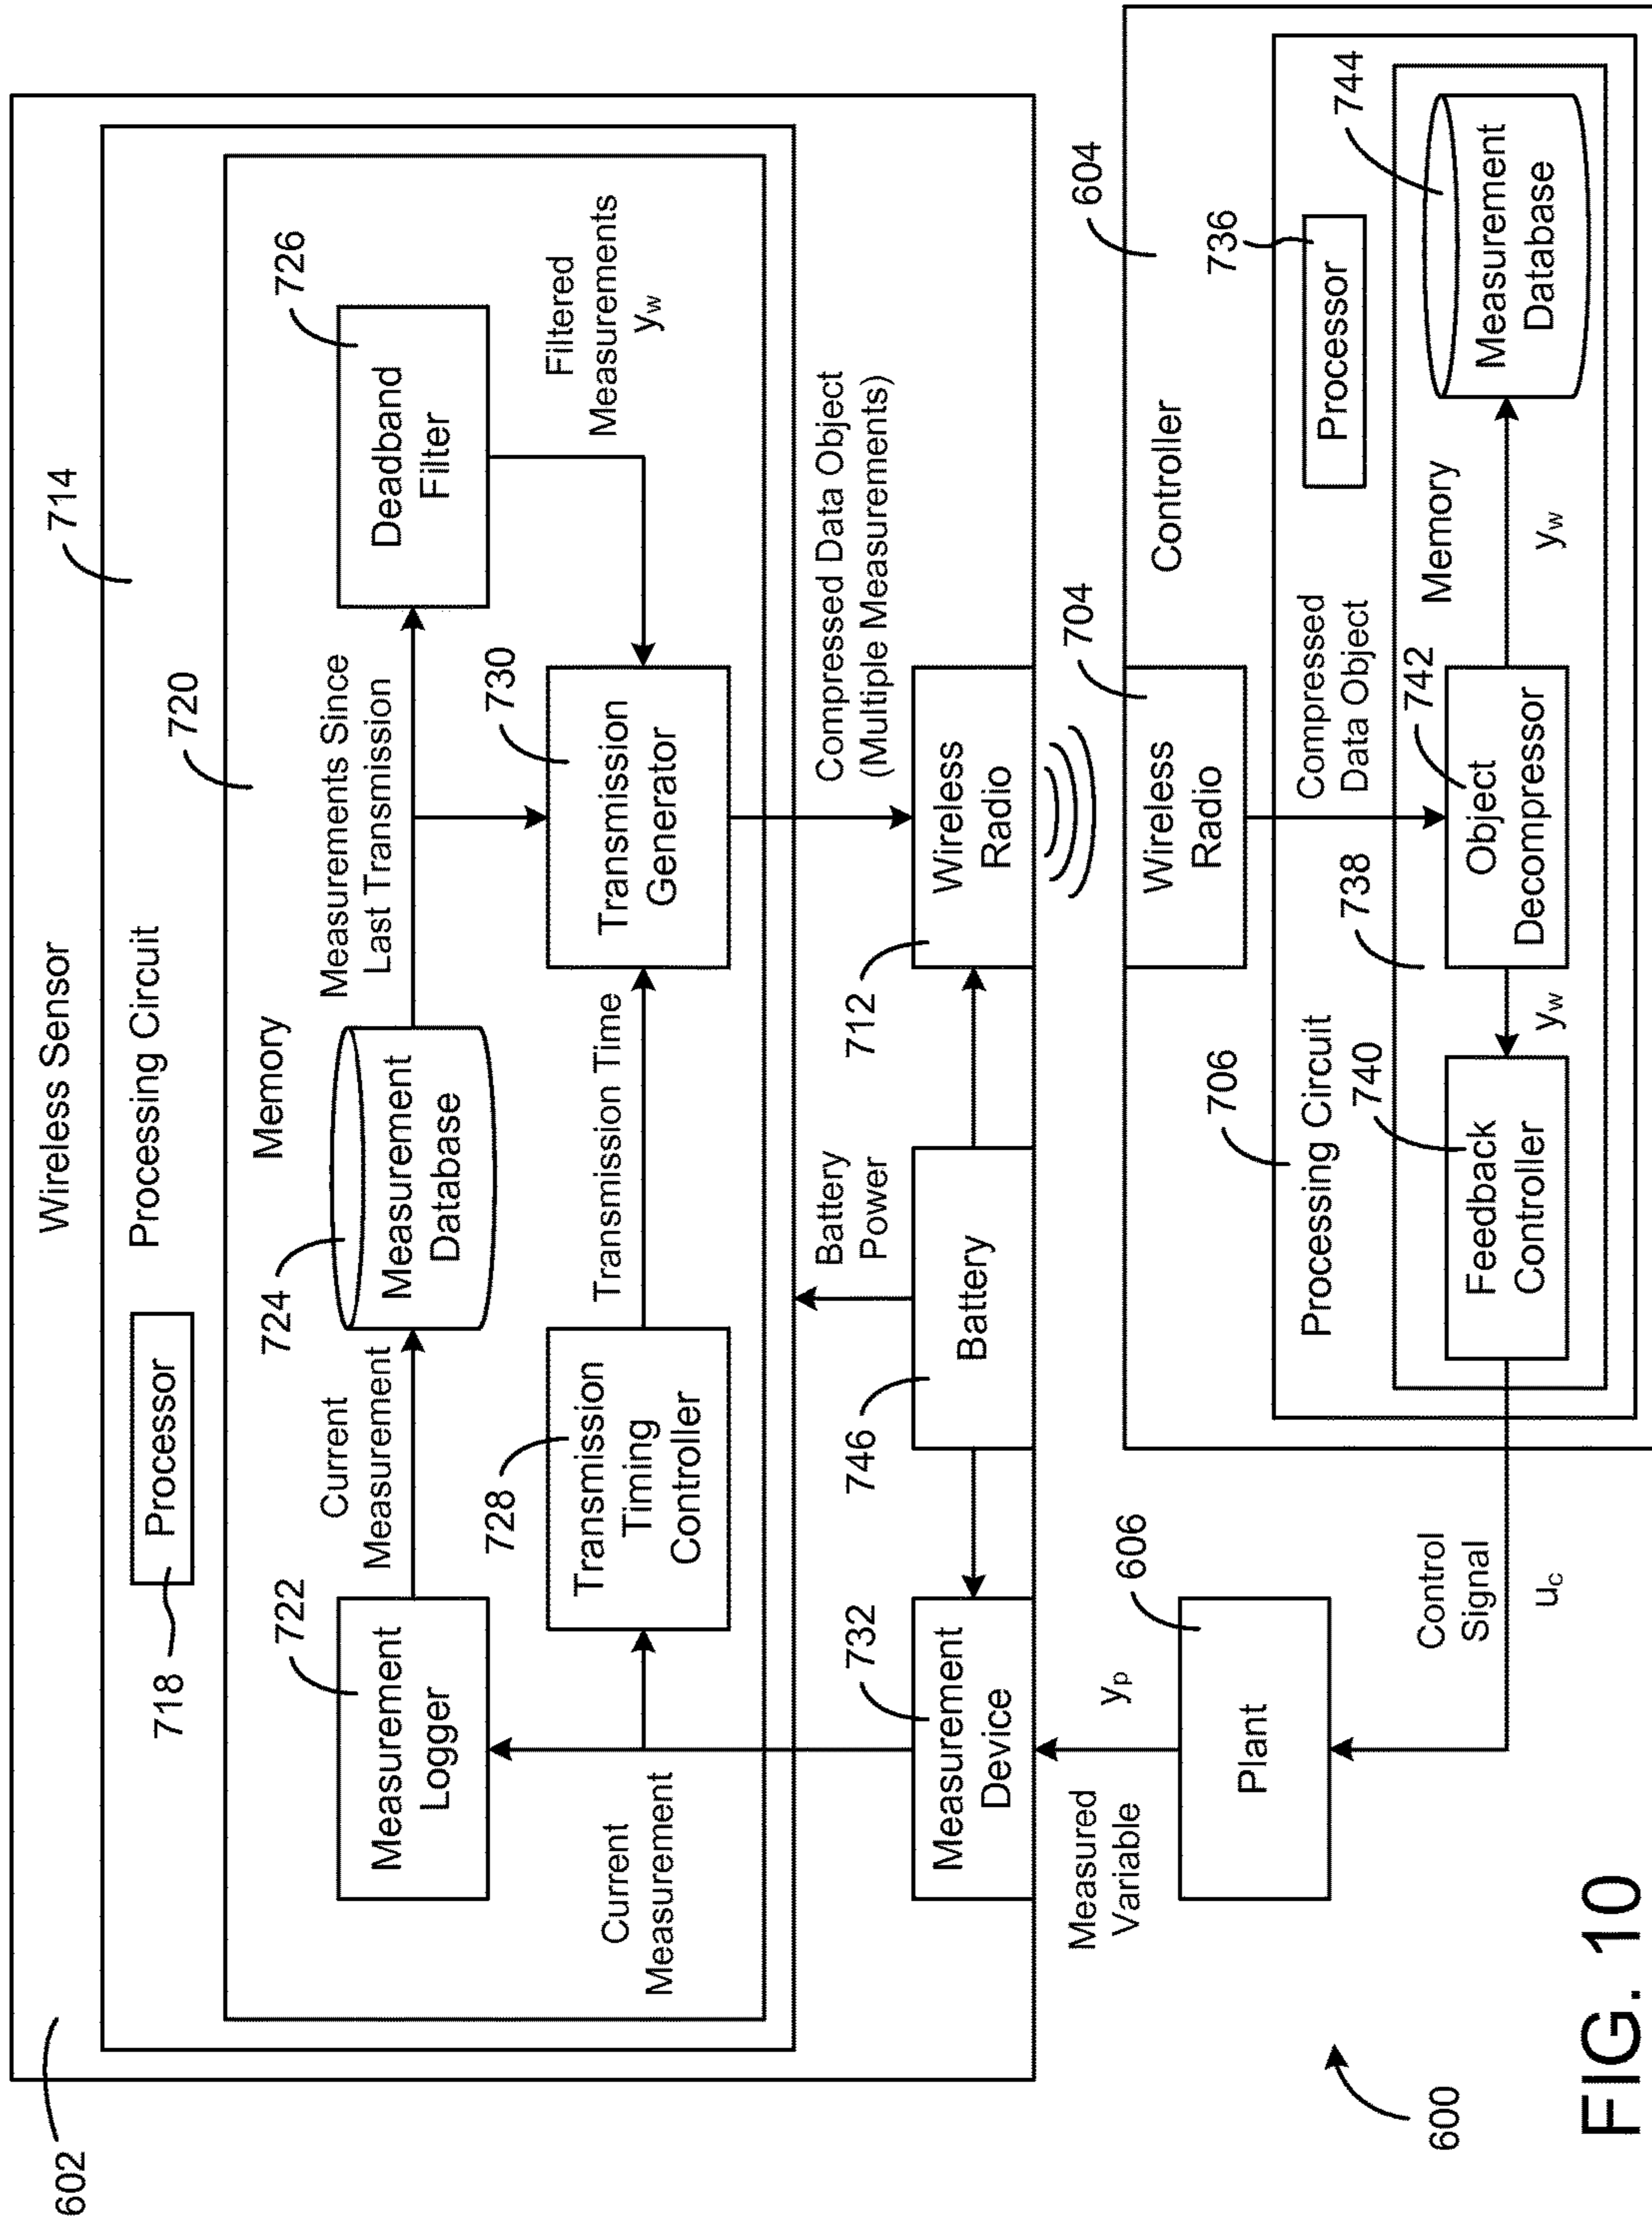 602
Wireless Sensor
714
Processing Circuit
718
Processor
720
Memory
722
Measurement
Logger
Current
Measurement
724
Measurement
Database
Measurements Since
Last Transmission
726
Deadband
Filter
Filtered
Measurements
yw
728
Transmission
Timing
Controller
Transmission Time
730
Transmission
Generator
Current
Measurement
Compressed Data Object
(Multiple Measurements)
732
Measurement
Device
746
Battery
Battery
Power
712
Wireless
Radio
Measured
Variable
yp
606
Plant
Control
Signal
uc
604
Controller
704
Wireless
Radio
706
Processing Circuit
Compressed
Data Object
736
Processor
738
Memory
740
Feedback
Controller
yw
742
Object
Decompressor
yw
744
Measurement
Database
600
FIG. 10